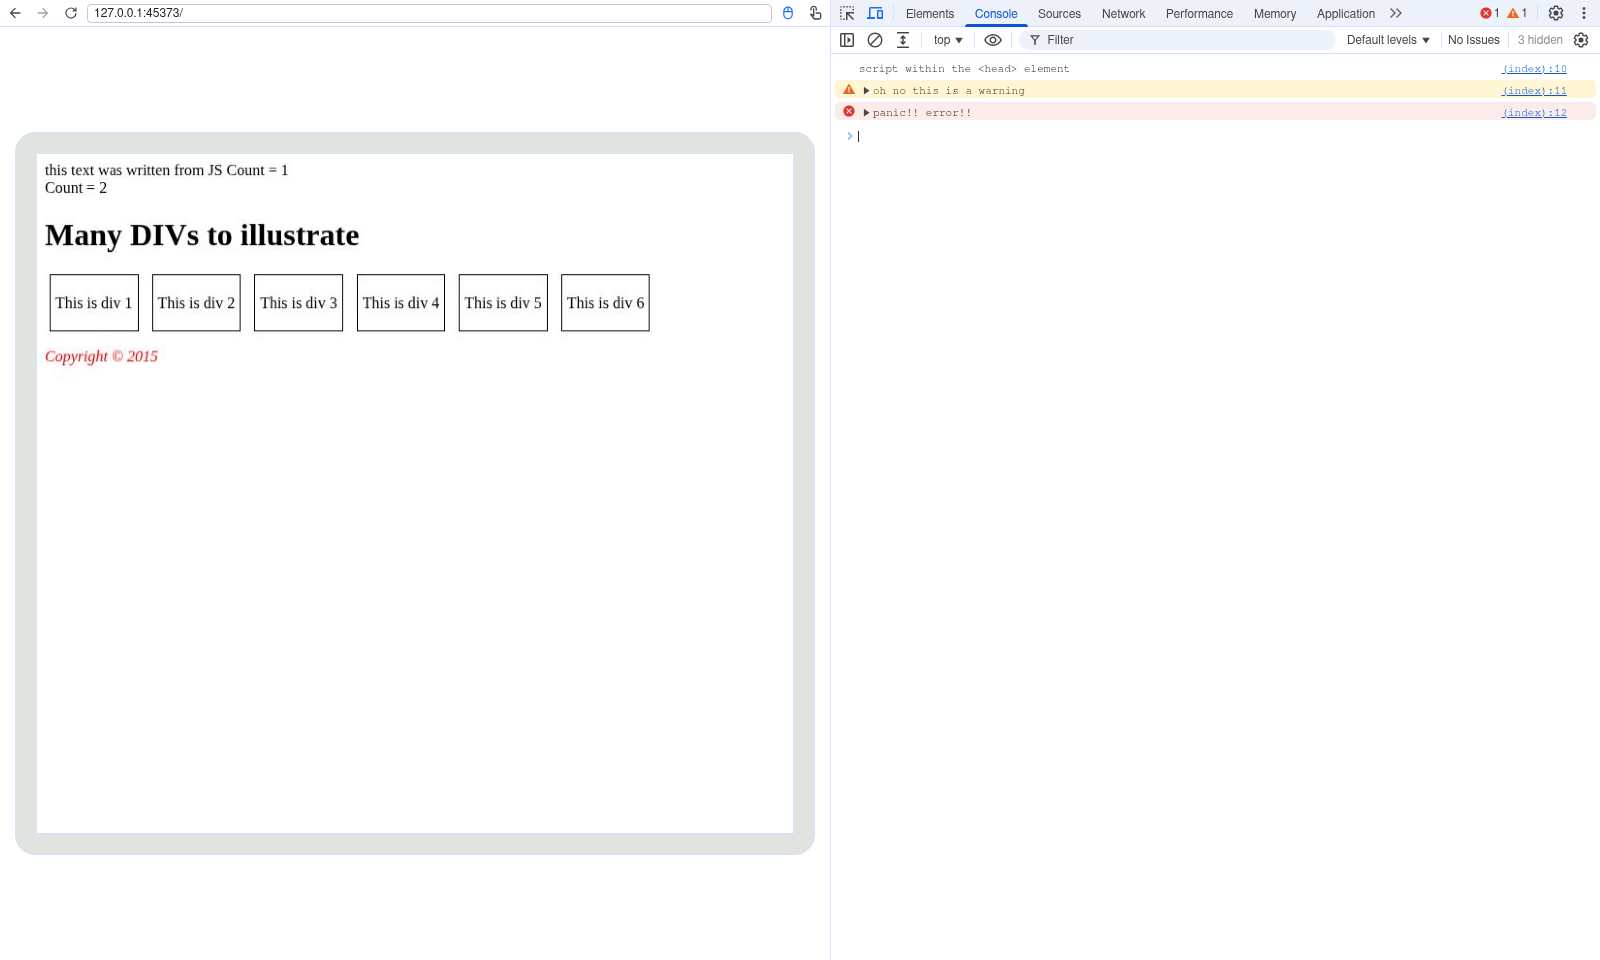 127.0.0.1:45373/
Elements Console Sources Network Performance Memory Application 1 1
top Filter Default levels No Issues 3 hidden
script within the <head> element (index):10
oh no this is a warning (index):11
panic!! error!! (index):12
this text was written from JS Count = 1
Count = 2
Many DIVs to illustrate
This is div 1 This is div 2 This is div 3 This is div 4 This is div 5 This is div 6
Copyright © 2015